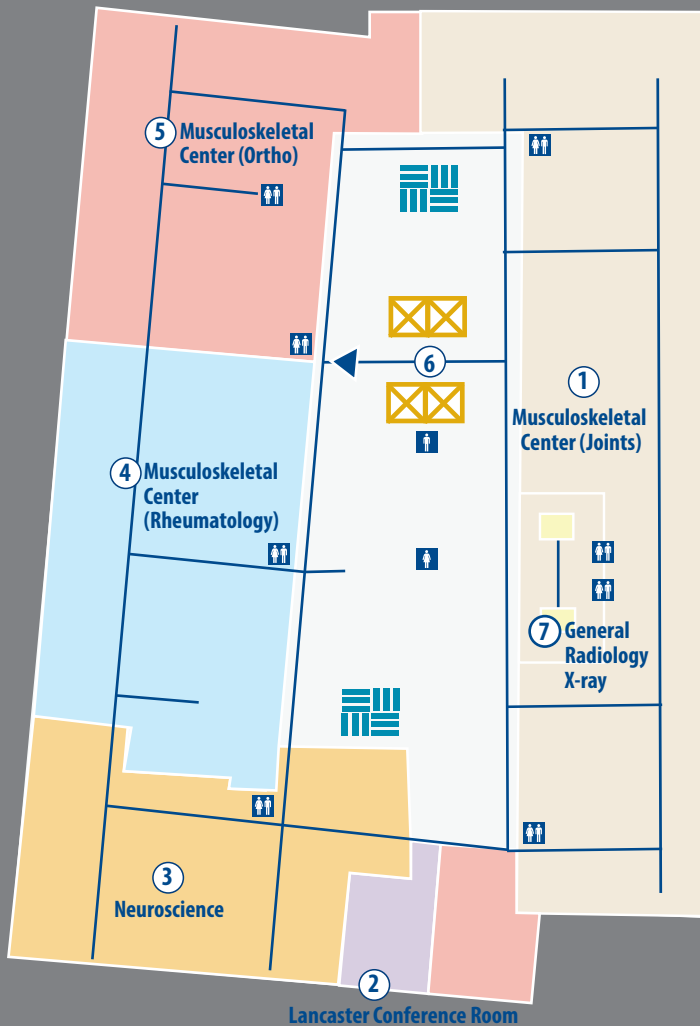 5 Musculoskeletal
Center (Ortho)
6
1
Musculoskeletal
Center (Joints)
4 Musculoskeletal
Center
(Rheumatology)
7 General
Radiology
X-ray
3
Neuroscience
2
Lancaster Conference Room